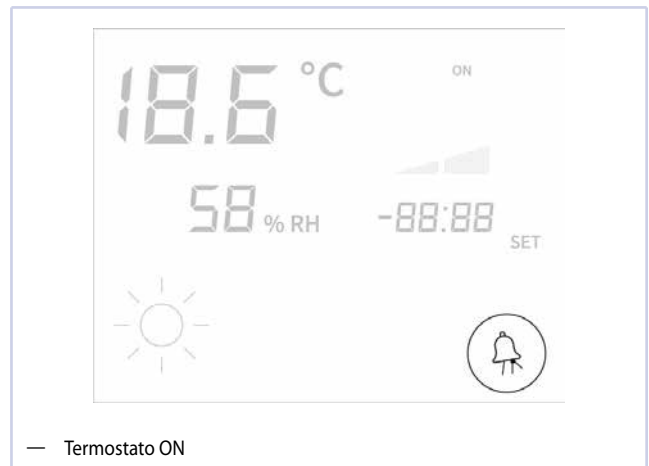 18.6 °C ON
58 % RH -88:88
SET
— Termostato ON